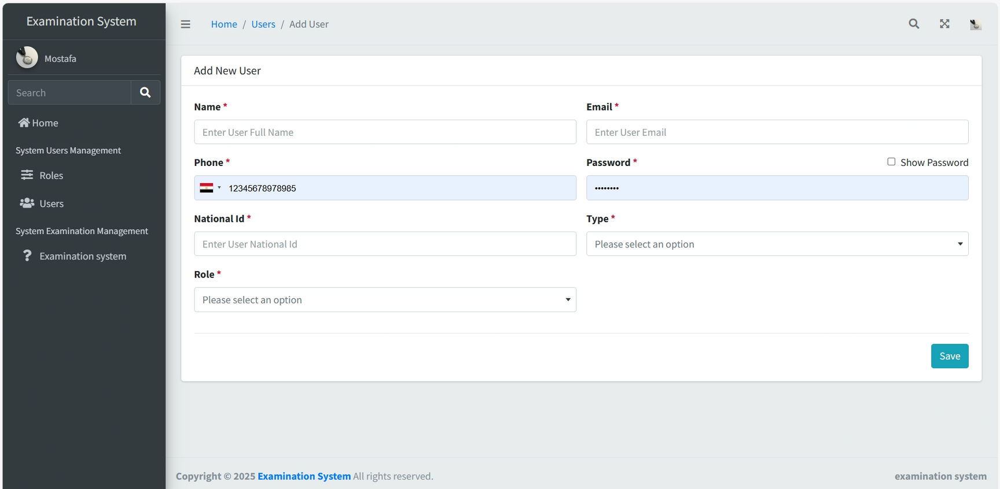 Examination System
Mostafa
Search
Home
System Users Management
Roles
Users
System Examination Management
Examination system
Home / Users / Add User
Add New User
Name *
Enter User Full Name
Email *
Enter User Email
Phone *
12345678978985
Password *
Show Password
••••••••
National Id *
Enter User National Id
Type *
Please select an option
Role *
Please select an option
Save
Copyright © 2025 Examination System All rights reserved.
examination system